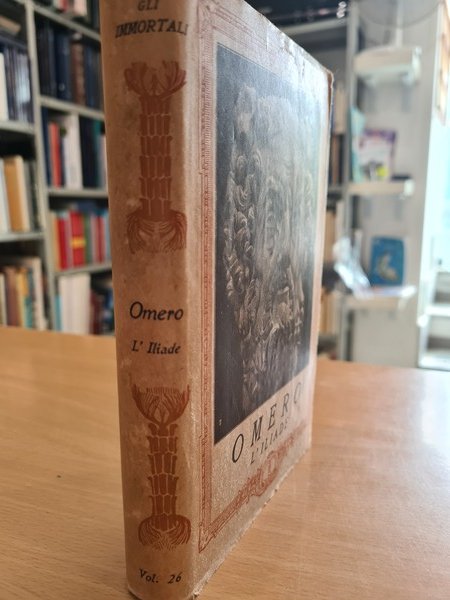 GLI
IMMORTALI
Omero
L' Iliade
Vol. 26
OMERO
L'ILIADE